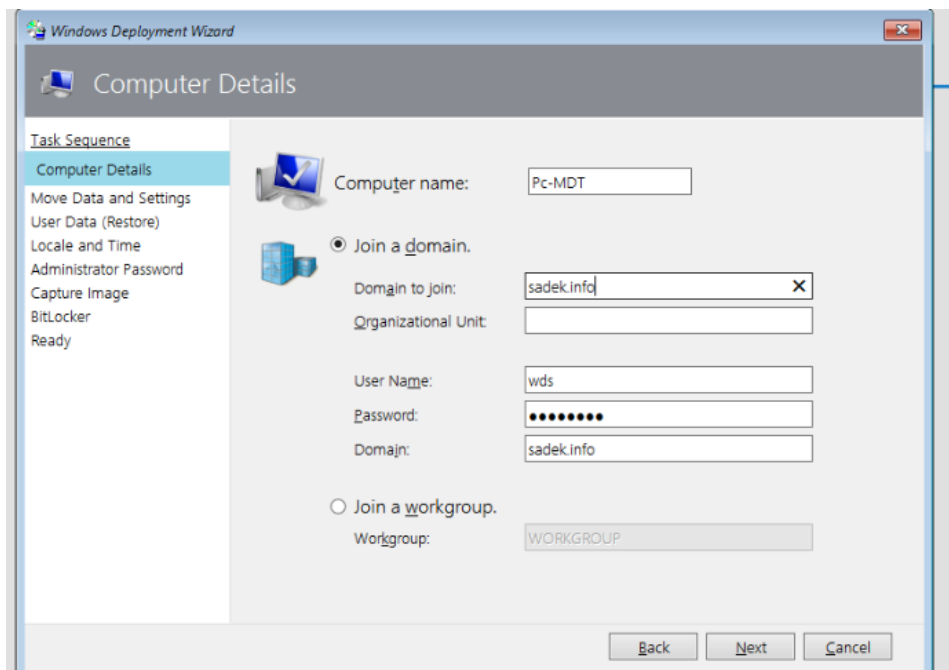 Windows Deployment Wizard
Computer Details
Task Sequence
Computer Details
Move Data and Settings
User Data (Restore)
Locale and Time
Administrator Password
Capture Image
BitLocker
Ready
Computer name: Pc-MDT
Join a domain.
Domain to join: sadek.info
Organizational Unit:
User Name: wds
Password: ●●●●●●●●
Domain: sadek.info
Join a workgroup.
Workgroup: WORKGROUP
Back Next Cancel